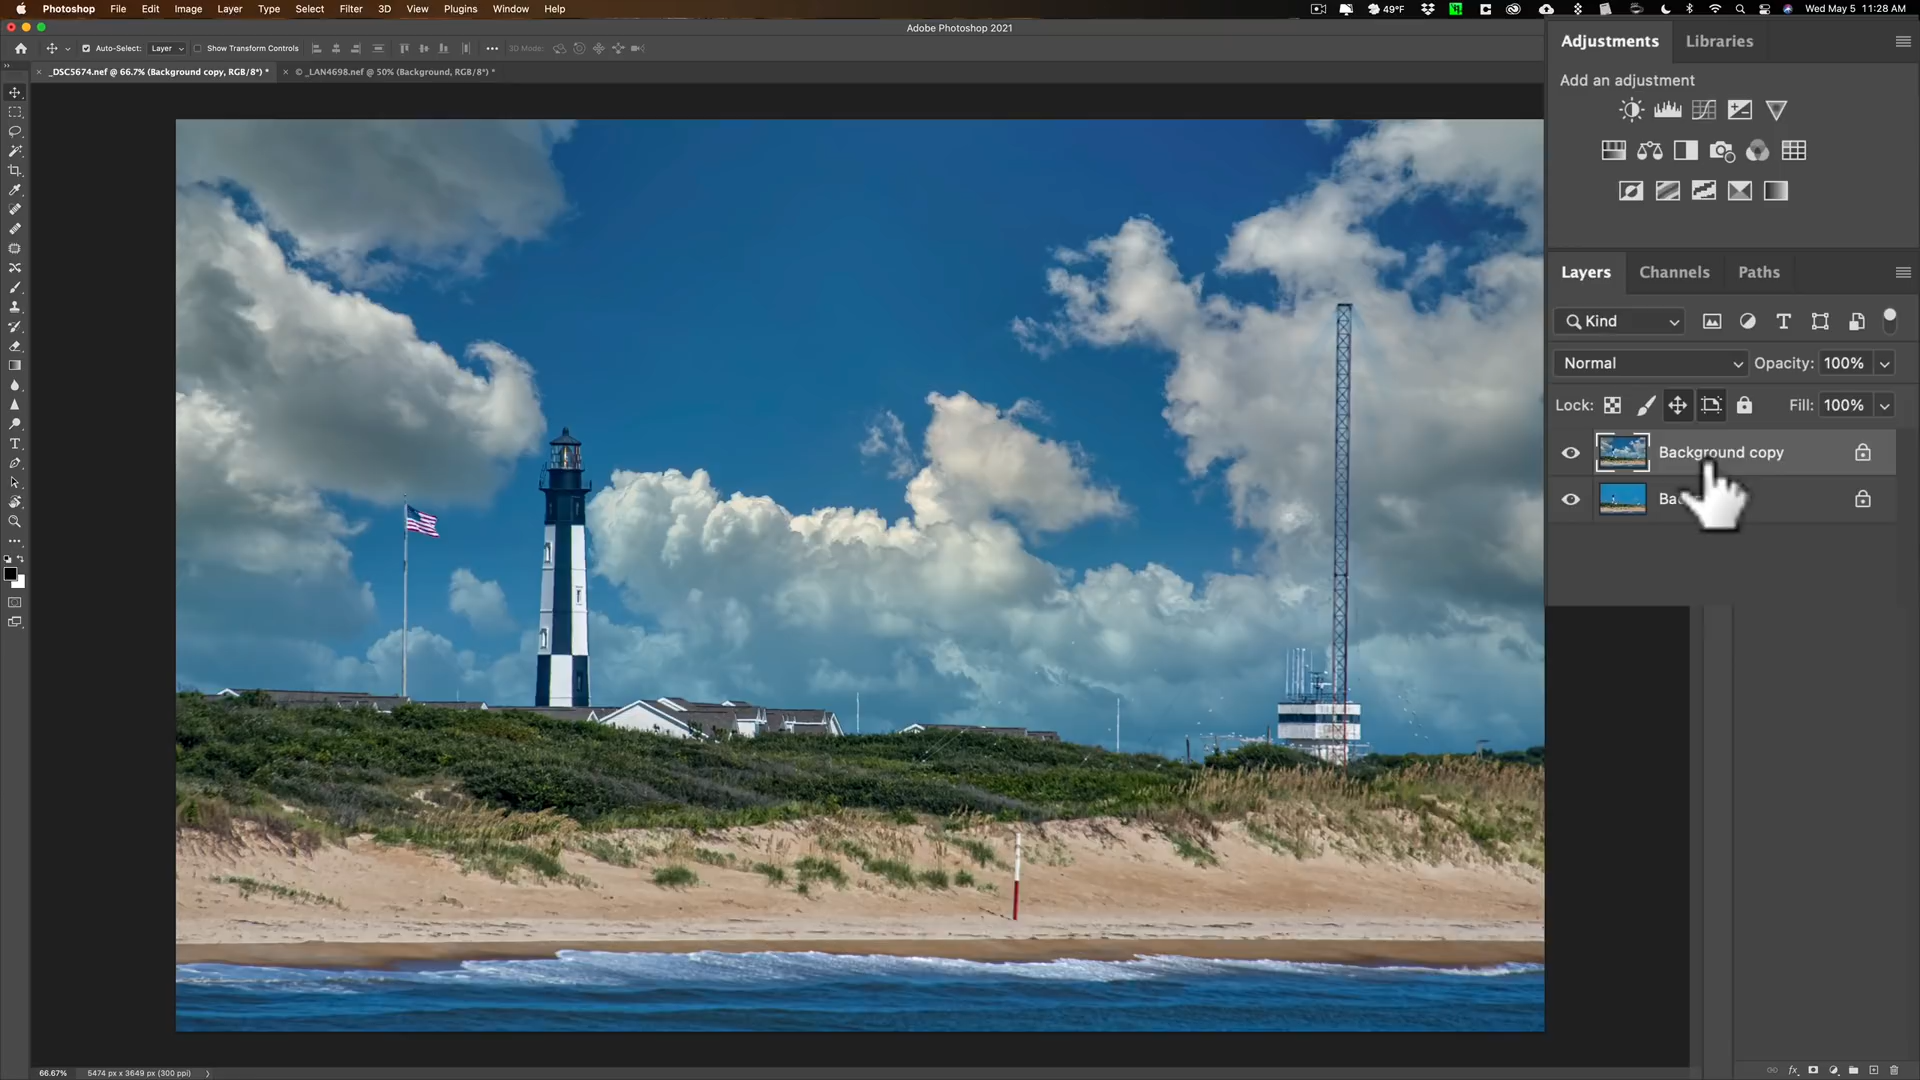 Photoshop File Edit Image Layer Type Select Filter 3D View Plugins Window Help 49°F Wed May 5 11:28 AM
Adobe Photoshop 2021
Auto-Select: Layer Show Transform Controls 3D Mode:
_DSC5674.nef @ 66.7% (Background copy, RGB/8*) * © _LAN4698.nef @ 50% (Background, RGB/8*) *
Adjustments Libraries
Add an adjustment
Layers Channels Paths
Kind
Normal Opacity: 100%
Lock: Fill: 100%
Background copy
66.67% 5474 px x 3649 px (300 ppi)